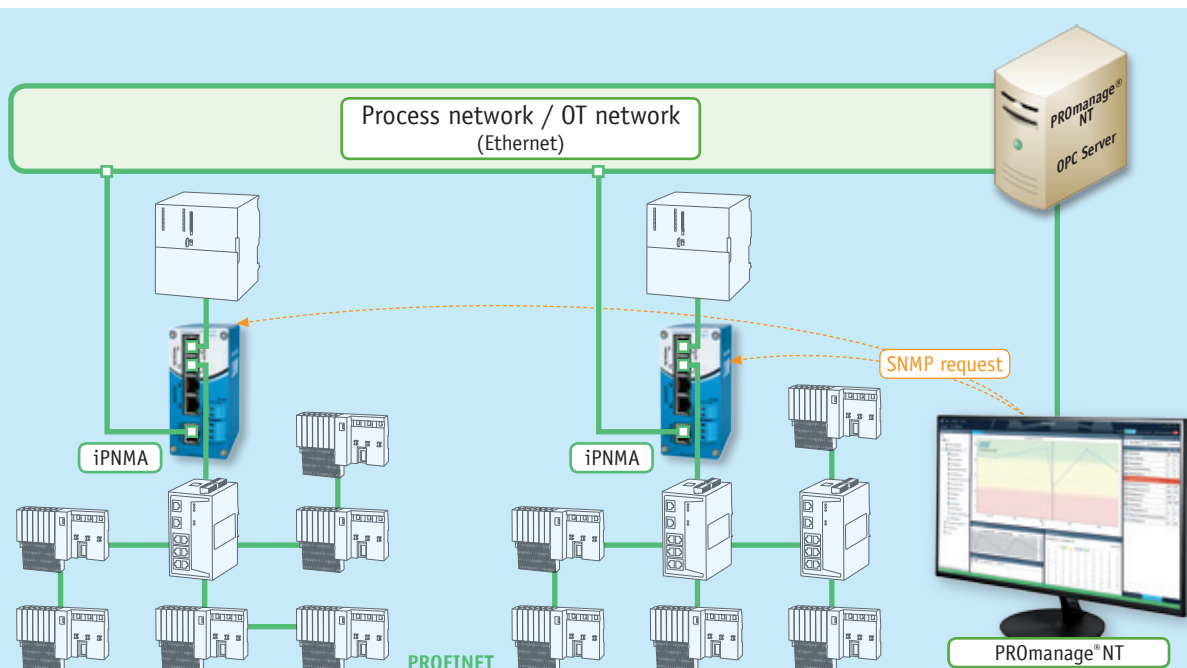 Process network / OT network
(Ethernet)
PROmanage®
NT
OPC Server
SNMP request
iPNMA
iPNMA
PROFINET
PROmanage® NT